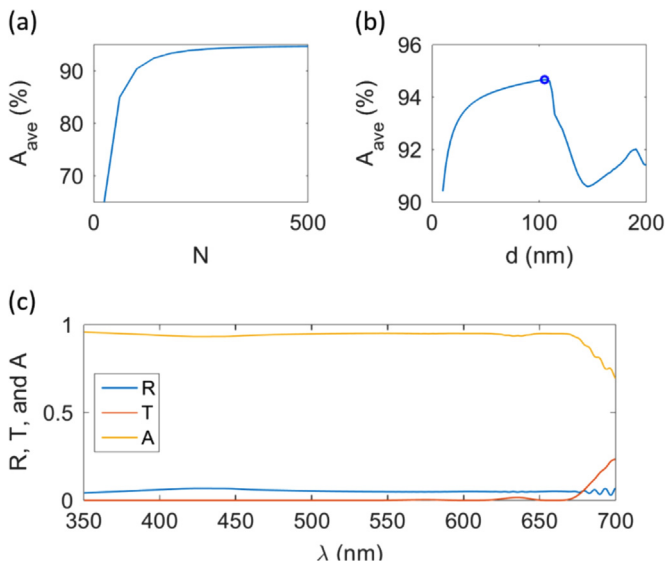 (a)
(b)
90
80
70
A_ave (%)
0
500
N
96
94
92
90
A_ave (%)
0
100
200
d (nm)
(c)
1
0.5
0
R, T, and A
R
T
A
350
400
450
500
550
600
650
700
λ (nm)